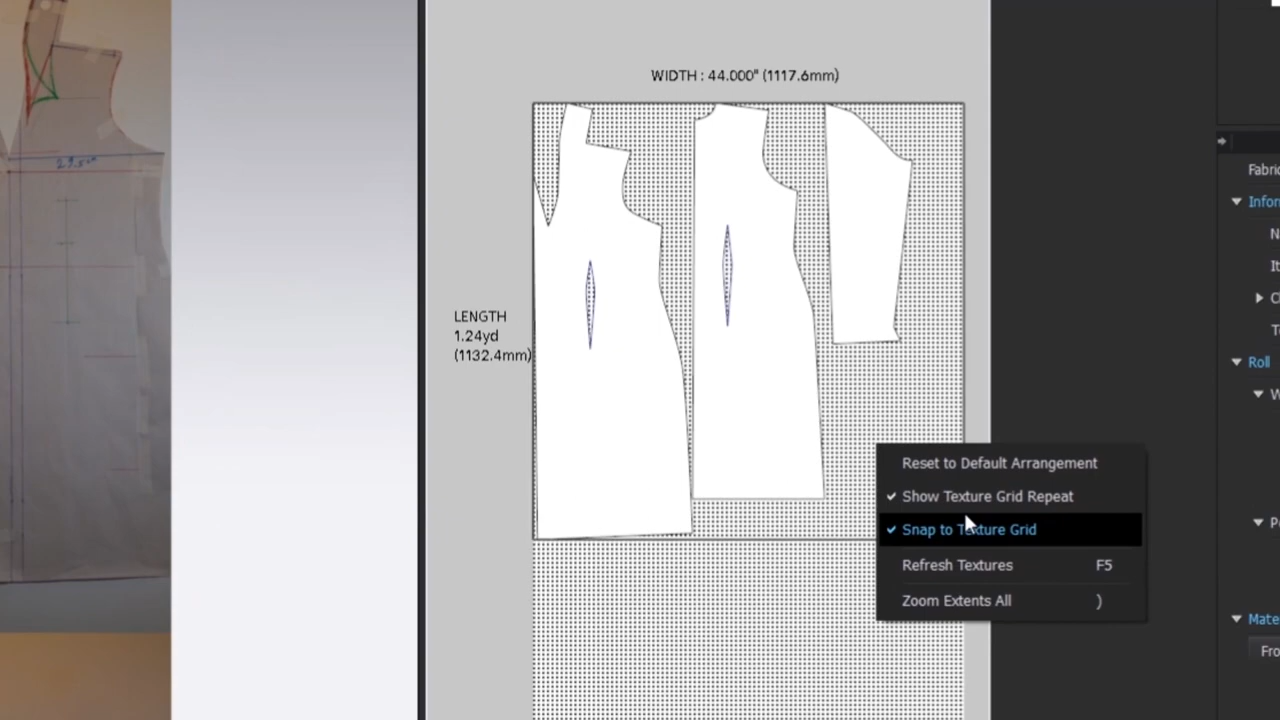 WIDTH : 44.000" (1117.6mm)
LENGTH
1.24yd
(1132.4mm)
Reset to Default Arrangement
Show Texture Grid Repeat
Snap to Texture Grid
Refresh Textures F5
Zoom Extents All )
Roll